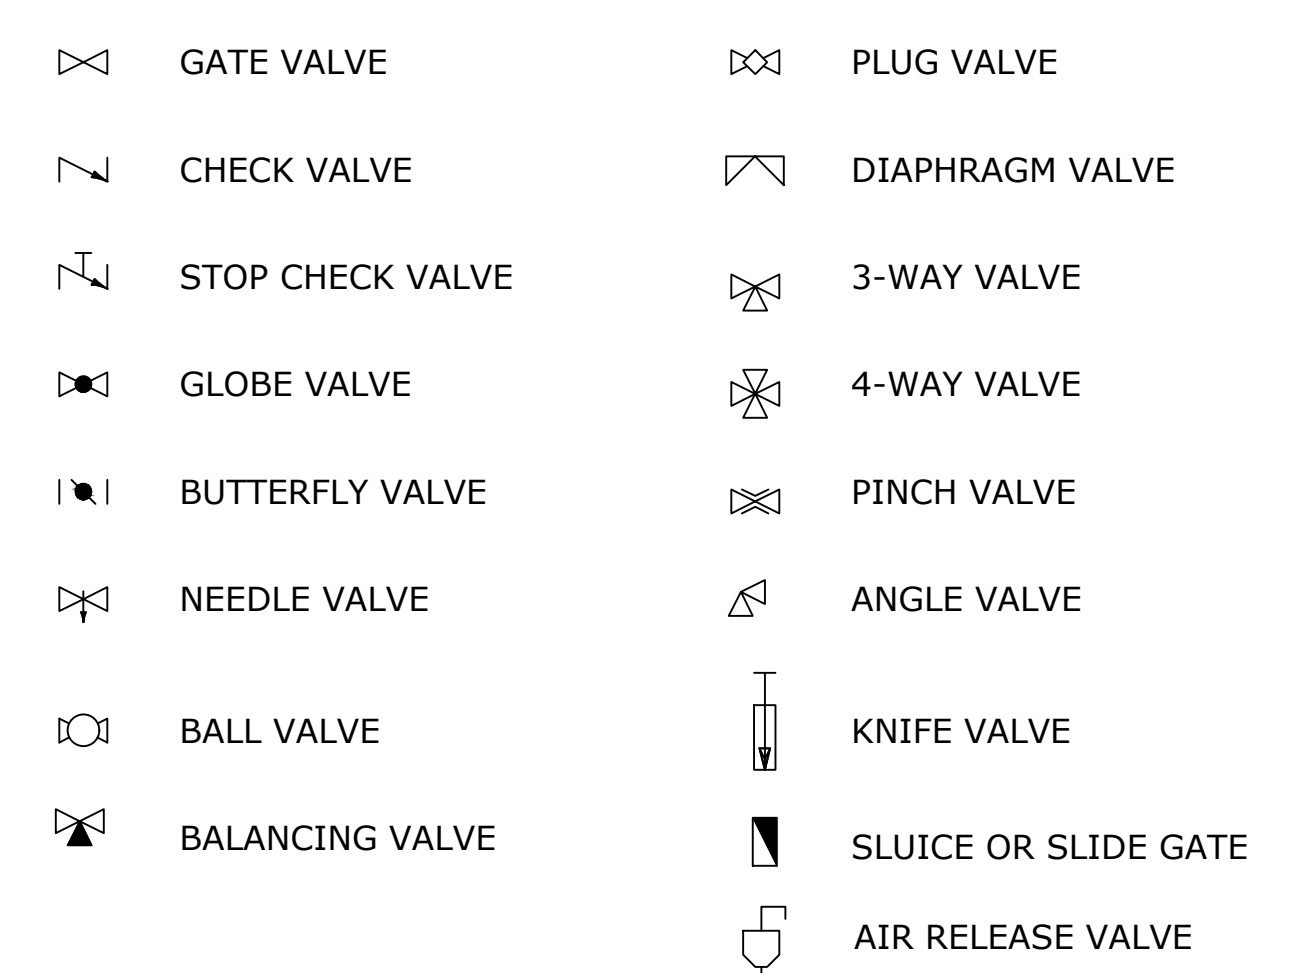 GATE VALVE
CHECK VALVE
STOP CHECK VALVE
GLOBE VALVE
BUTTERFLY VALVE
NEEDLE VALVE
BALL VALVE
BALANCING VALVE
PLUG VALVE
DIAPHRAGM VALVE
3-WAY VALVE
4-WAY VALVE
PINCH VALVE
ANGLE VALVE
KNIFE VALVE
SLUICE OR SLIDE GATE
AIR RELEASE VALVE